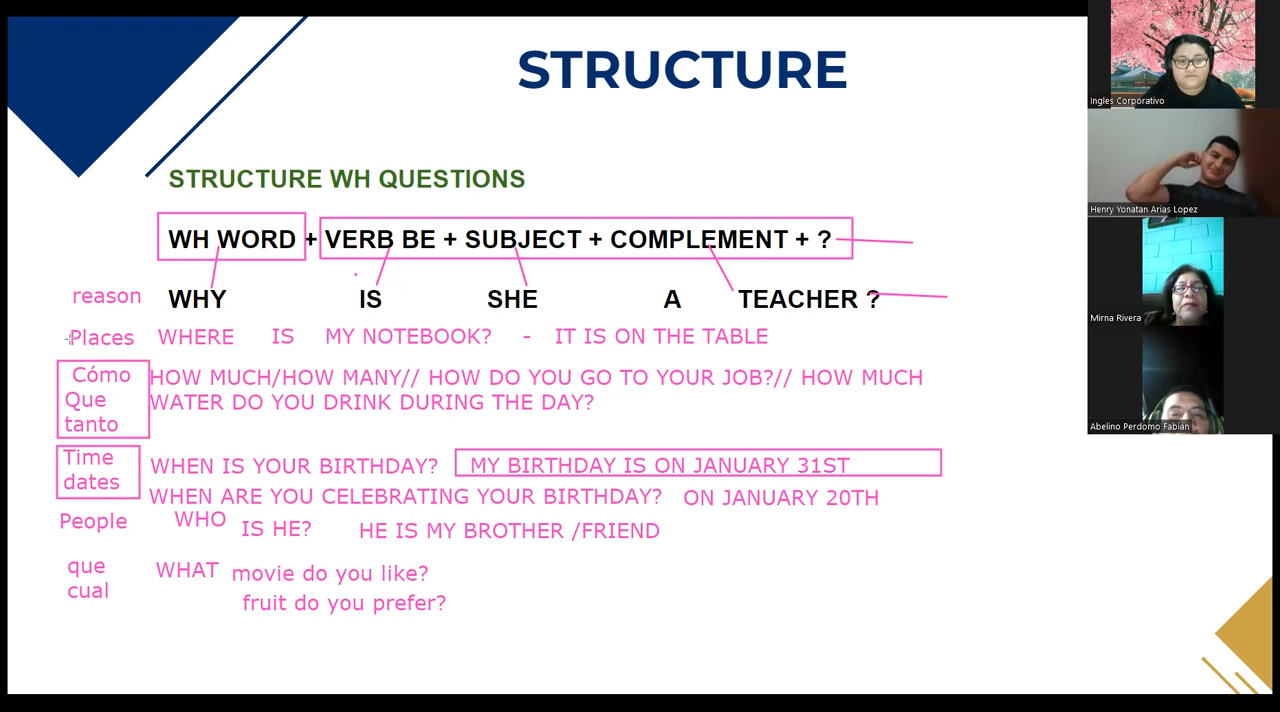 STRUCTURE
STRUCTURE WH QUESTIONS
WH WORD + VERB BE + SUBJECT + COMPLEMENT + ?
reason WHY IS SHE A TEACHER ?
Places WHERE IS MY NOTEBOOK? - IT IS ON THE TABLE
Cómo HOW MUCH/HOW MANY// HOW DO YOU GO TO YOUR JOB?// HOW MUCH
Que WATER DO YOU DRINK DURING THE DAY?
tanto
Time WHEN IS YOUR BIRTHDAY? MY BIRTHDAY IS ON JANUARY 31ST
dates
WHEN ARE YOU CELEBRATING YOUR BIRTHDAY? ON JANUARY 20TH
People WHO IS HE? HE IS MY BROTHER /FRIEND
que WHAT movie do you like?
cual
fruit do you prefer?
Ingles Corporativo
Henry Yonatan Arias Lopez
Mirna Rivera
Abelino Perdomo Fabián